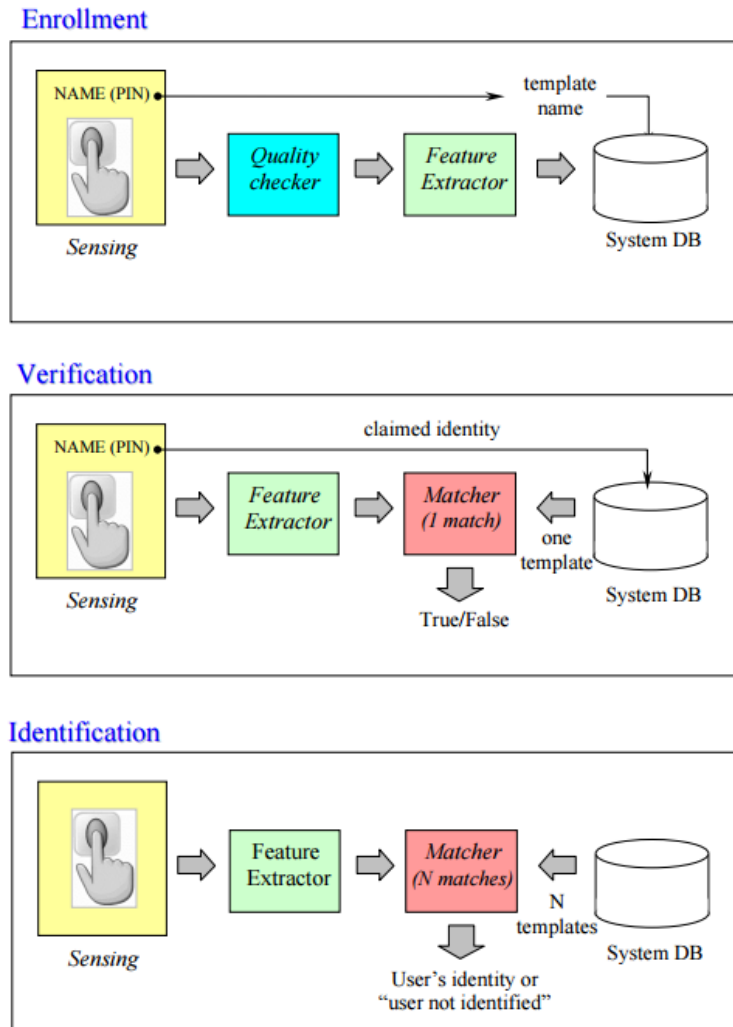 Enrollment
NAME (PIN)
template
name
Quality
checker
Feature
Extractor
Sensing
System DB
Verification
NAME (PIN)
claimed identity
Feature
Extractor
Matcher
(1 match)
one
template
Sensing
System DB
True/False
Identification
Feature
Extractor
Matcher
(N matches)
N
templates
Sensing
System DB
User's identity or
“user not identified”